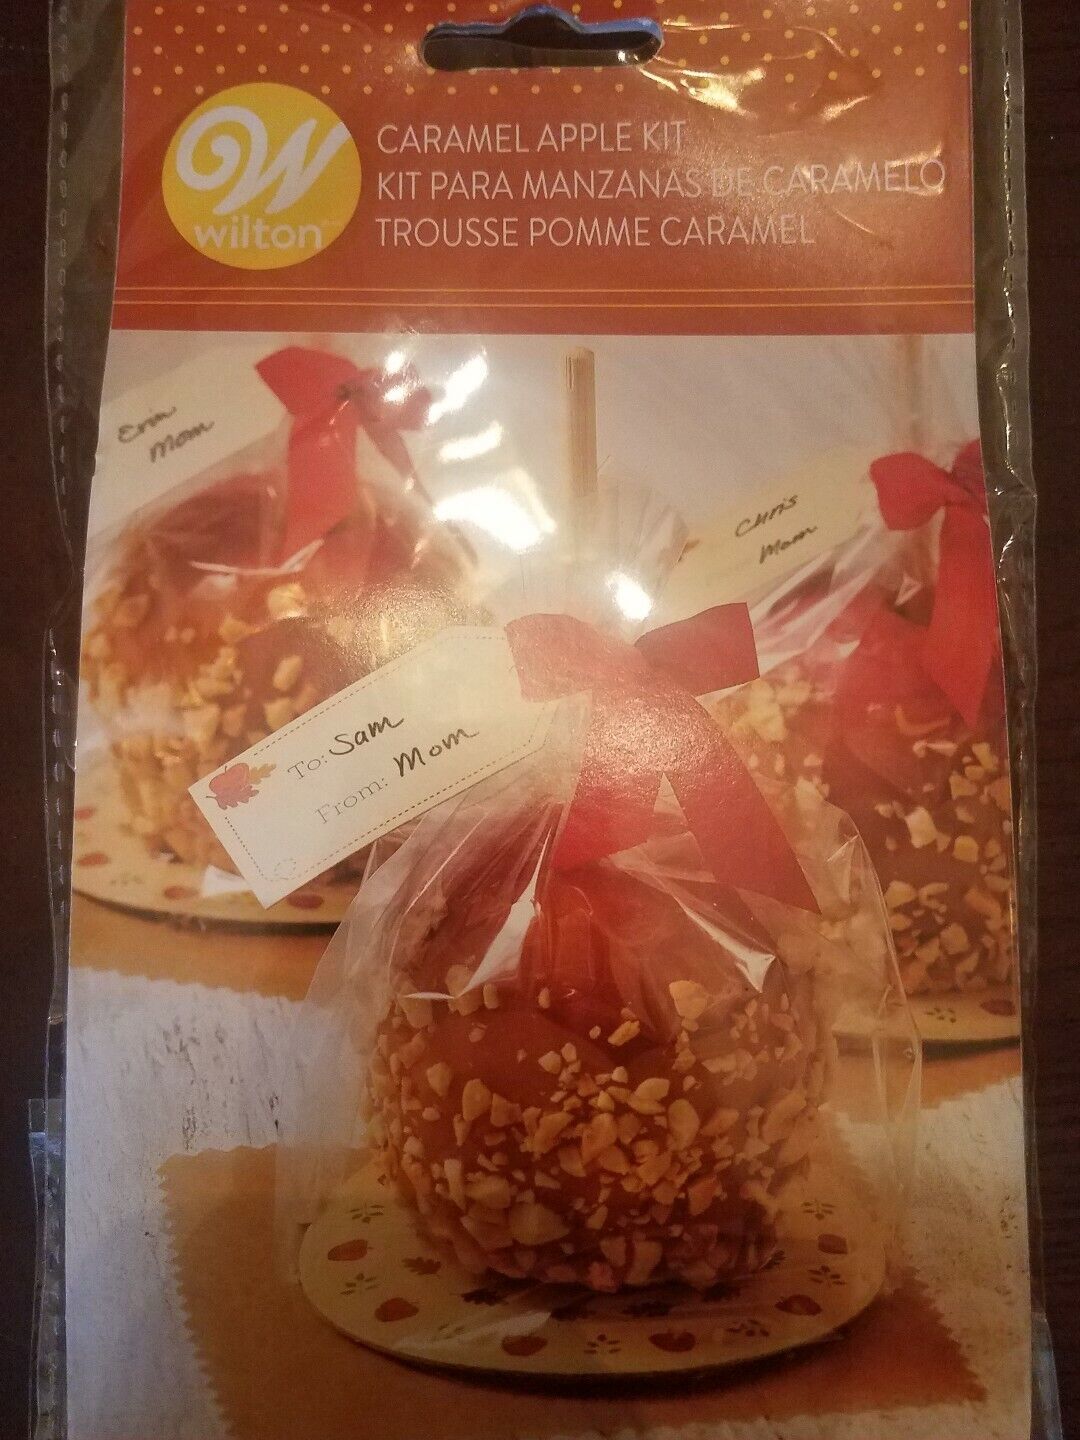 wilton
CARAMEL APPLE KIT
KIT PARA MANZANAS DE CARAMELO
TROUSSE POMME CARAMEL
Erin
Mom
Chris
Mom
To: Sam
From: Mom